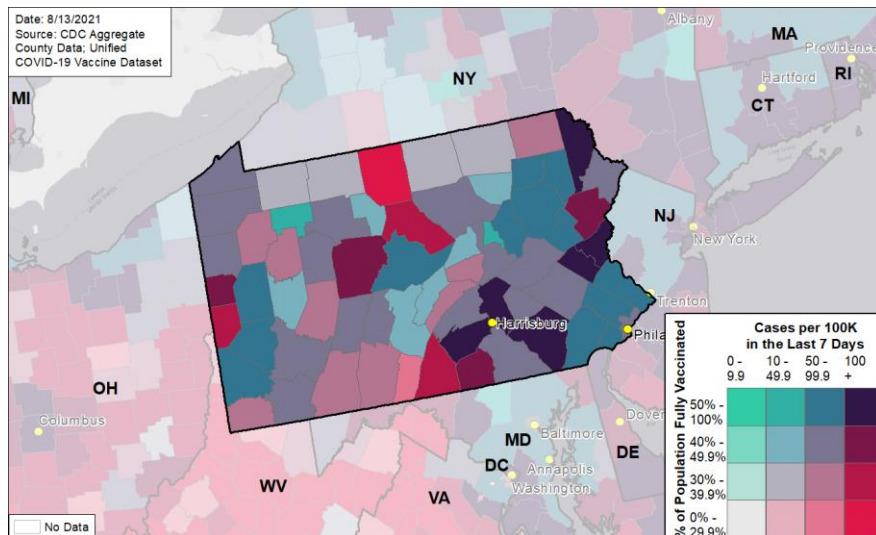 Date: 8/13/2021
Source: CDC Aggregate
County Data; Unified
COVID-19 Vaccine Dataset
Albany
MA
Providence
NY
Hartford
RI
MI
CT
NJ
New York
Trenton
Harrisburg
Phila
OH
Columbus
MD
Baltimore
Dover
DE
DC
Annapolis
Washington
WV
VA
No Data
Cases per 100K
in the Last 7 Days
0 - 9.9
10 - 49.9
50 - 99.9
100 +
% of Population Fully Vaccinated
50% - 100%
40% - 49.9%
30% - 39.9%
0% - 29.9%